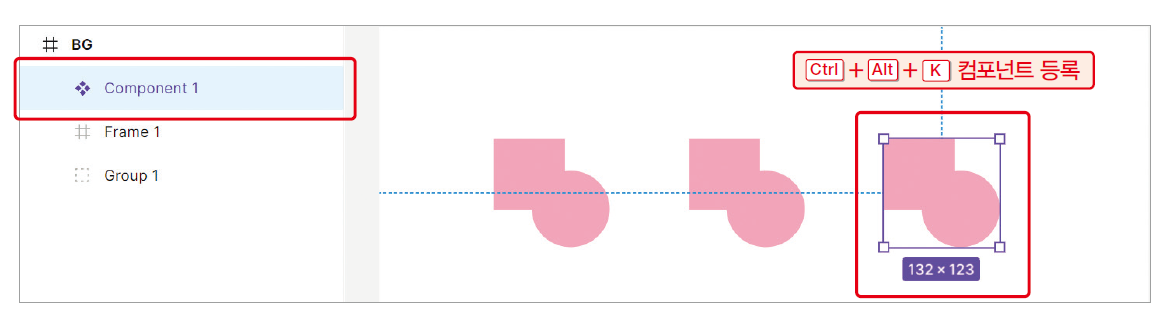 BG
Component 1
Frame 1
Group 1
Ctrl + Alt + K 컴포넌트 등록
132 × 123